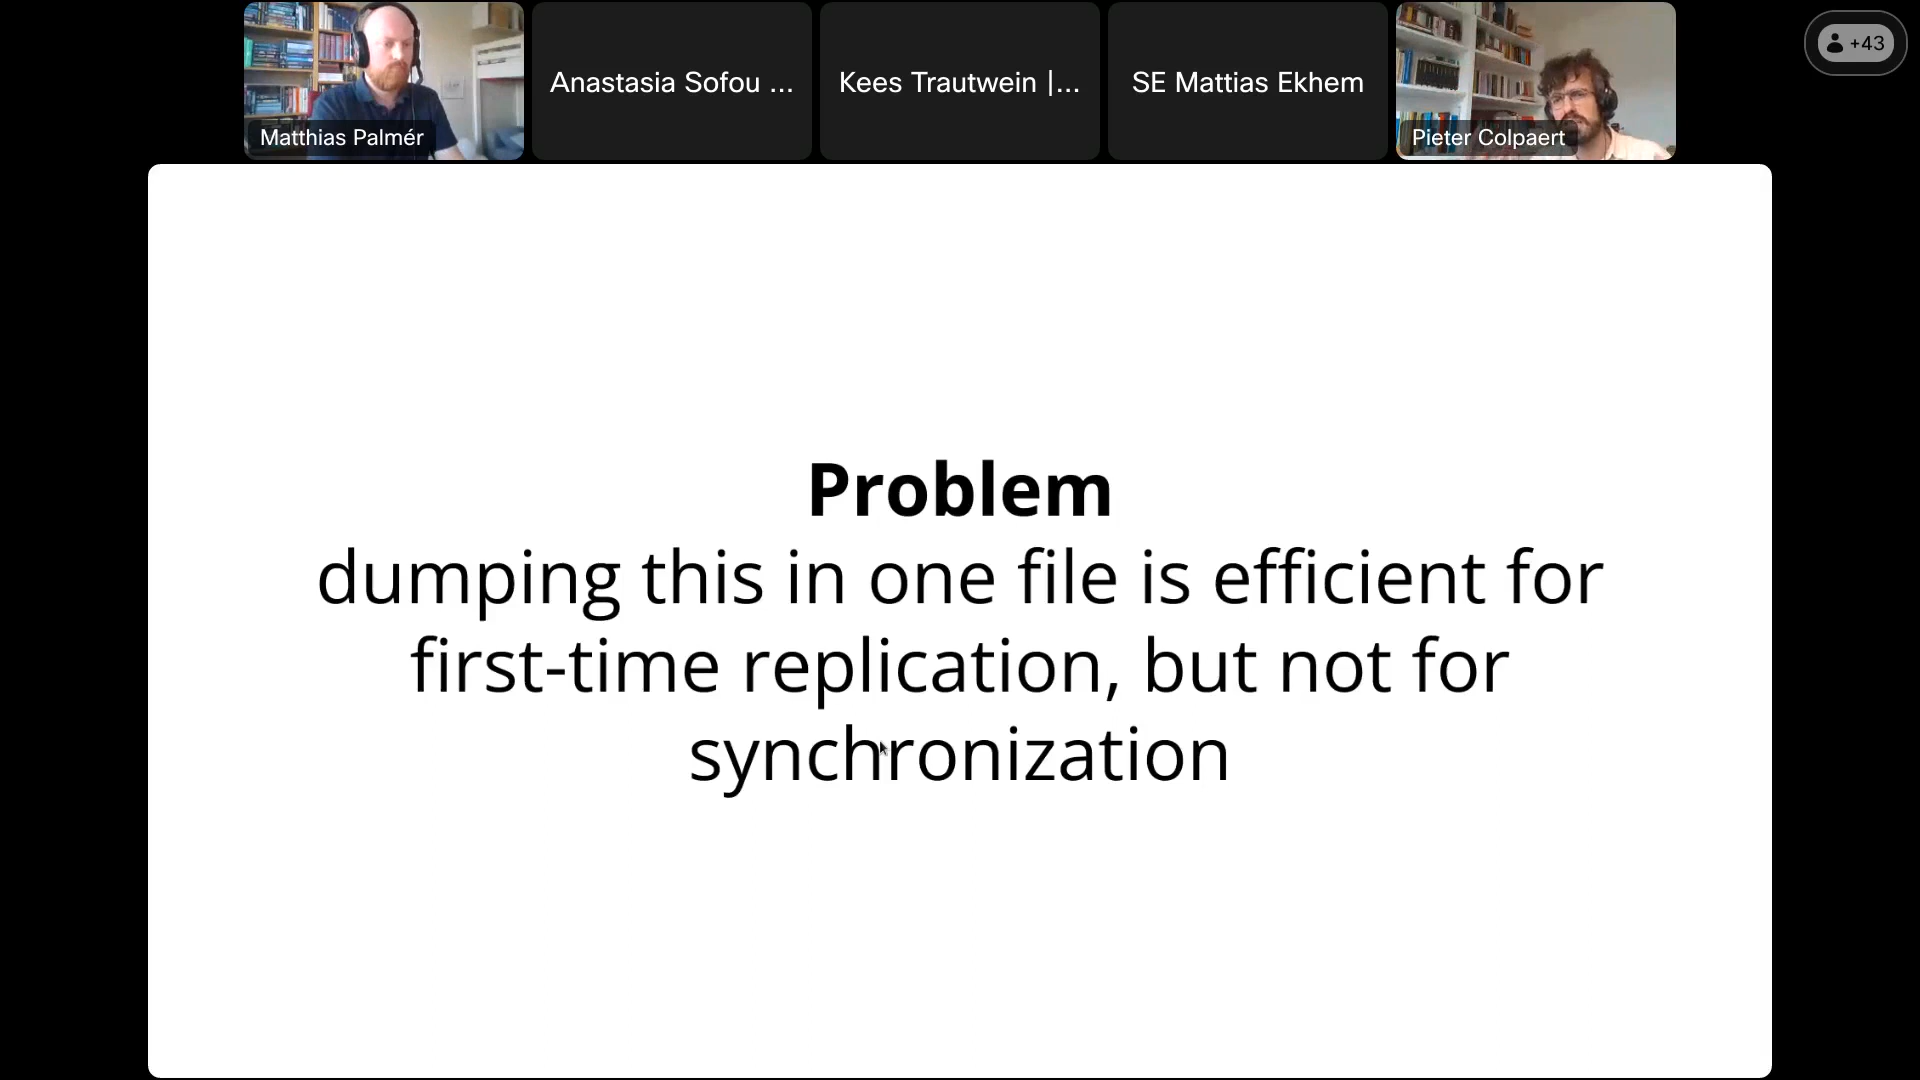 Matthias Palmér
Anastasia Sofou ...
Kees Trautwein |...
SE Mattias Ekhem
Pieter Colpaert
+43
Problem
dumping this in one file is efficient for
first-time replication, but not for
synchronization